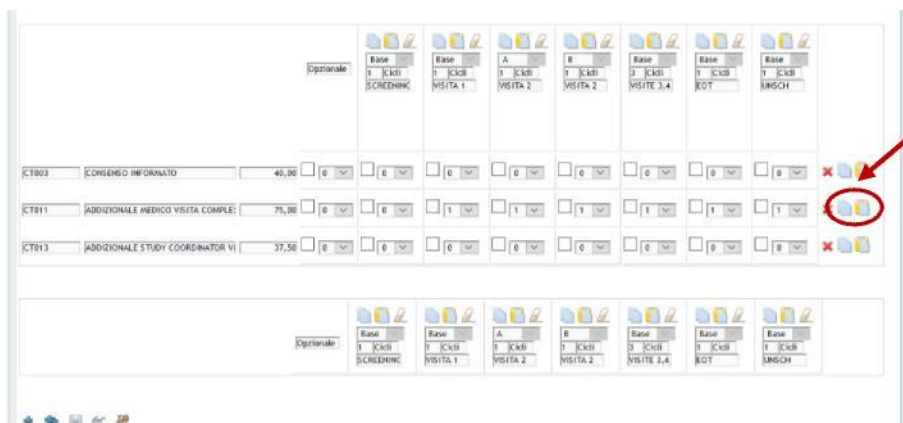 Base Base A B Base Base Base
Opzionale 1 Cicli 1 Cicli 1 Cicli 1 Cicli 3 Cicli 1 Cicli 1 Cicli
SCREENING VISITA 1 VISITA 2 VISITA 2 VISITE 3,4 EOT UNSCH
CT003 CONSENSO INFORMATO 40,00 0 0 0 0 0 0 0 0
CT011 ADDIZIONALE MEDICO VISITA COMPLE: 75,00 0 0 1 1 1 1 1 1
CT013 ADDIZIONALE STUDY COORDINATOR VI 37,50 0 0 0 0 0 0 0 0
Base Base A B Base Base Base
Opzionale 1 Cicli 1 Cicli 1 Cicli 1 Cicli 3 Cicli 1 Cicli 1 Cicli
SCREENING VISITA 1 VISITA 2 VISITA 2 VISITE 3,4 EOT UNSCH